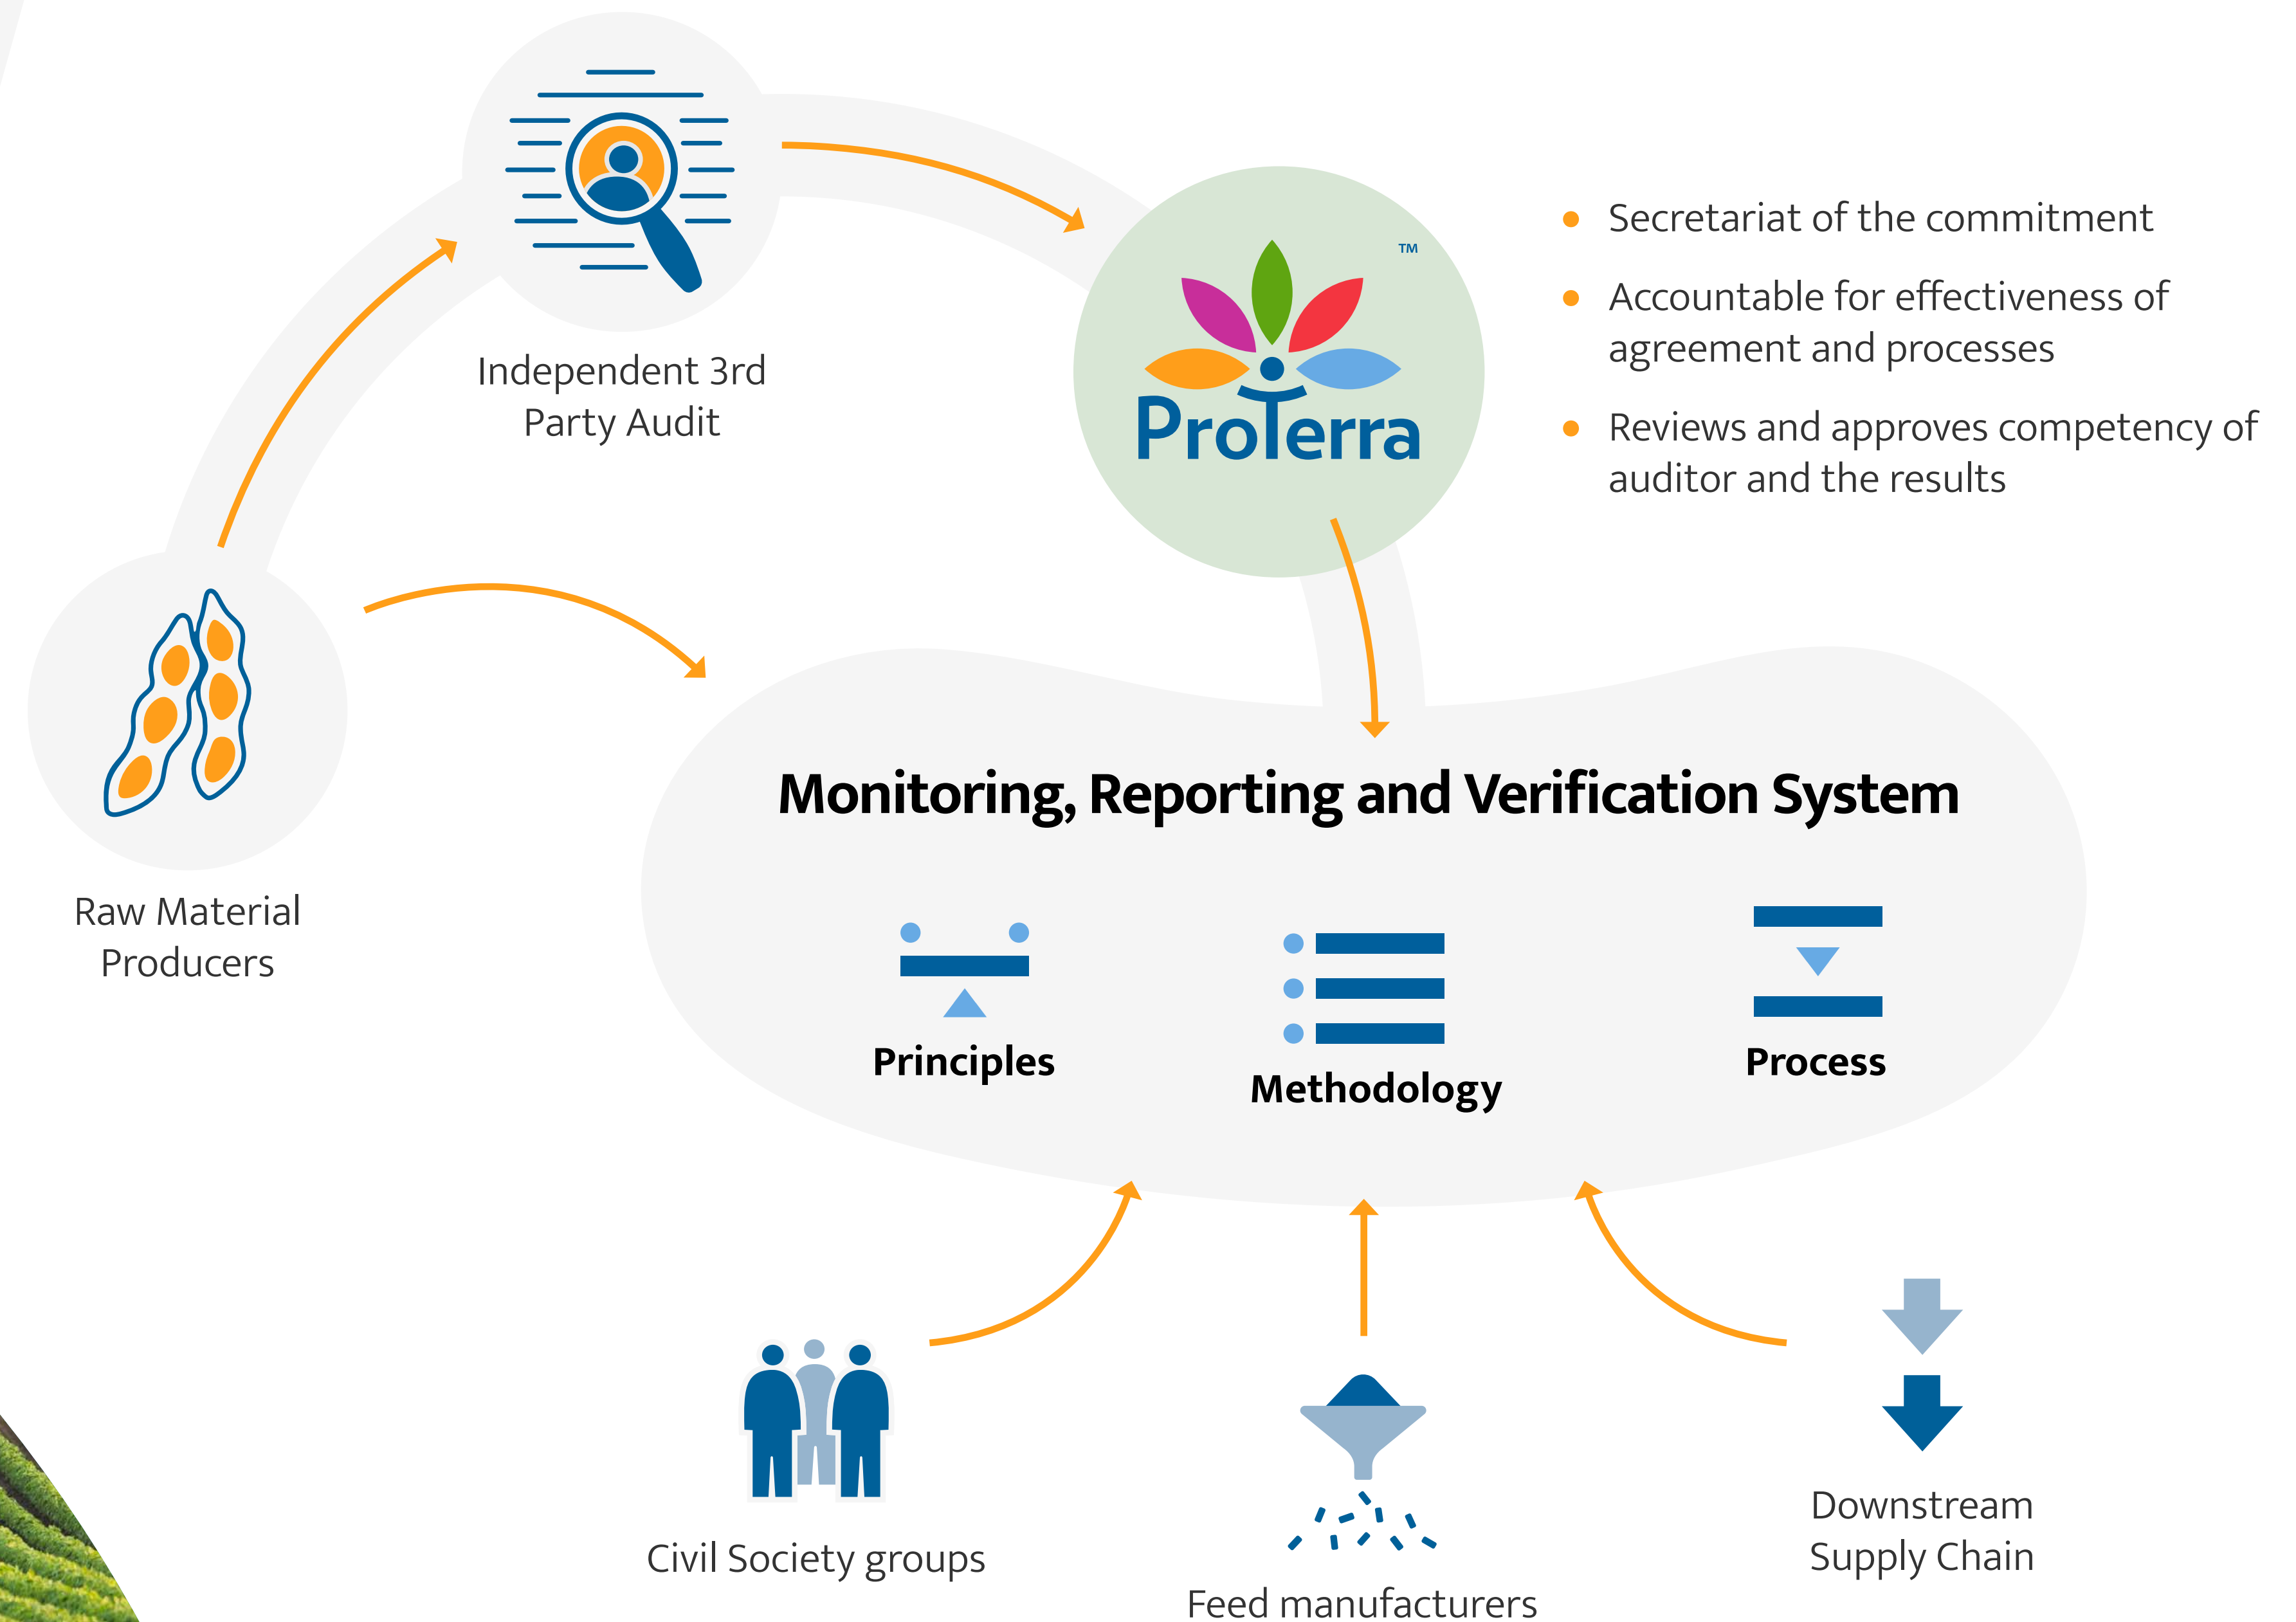 Independent 3rd
Party Audit
™
ProTerra
Secretariat of the commitment
Accountable for effectiveness of
agreement and processes
Reviews and approves competency of
auditor and the results
Raw Material
Producers
Monitoring, Reporting and Verification System
Principles
Methodology
Process
Civil Society groups
Feed manufacturers
Downstream
Supply Chain